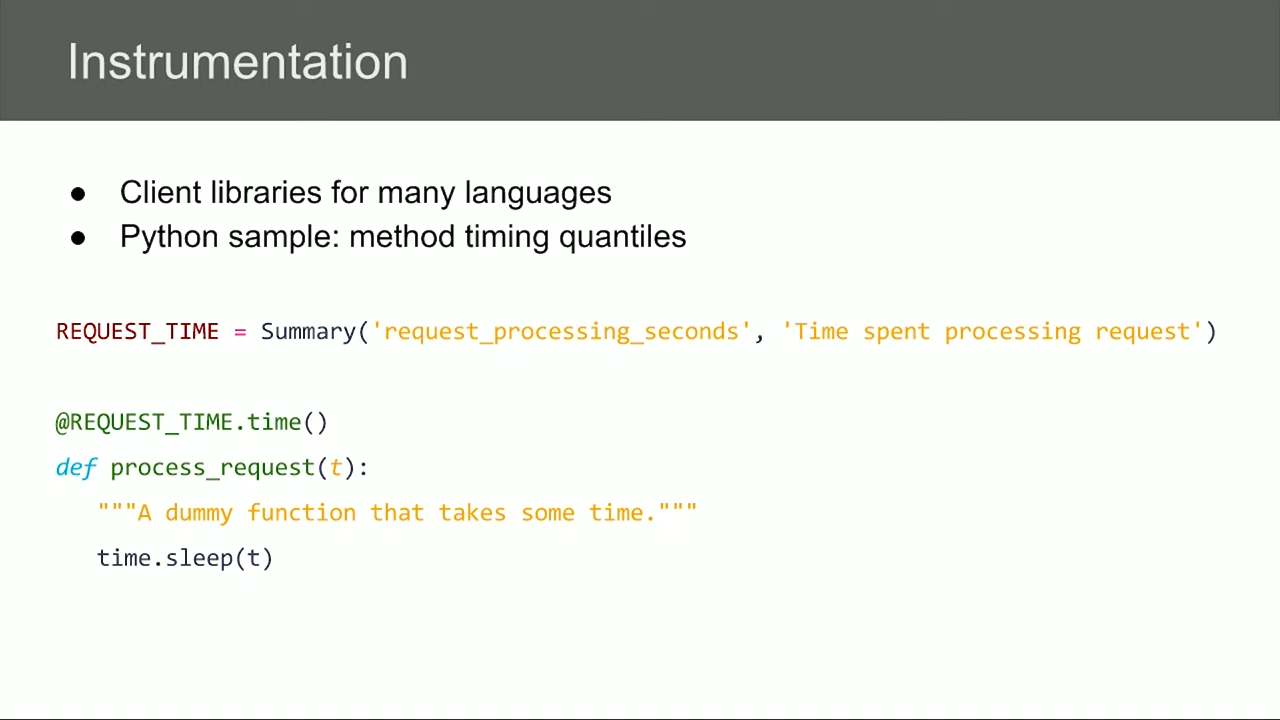 Instrumentation
● Client libraries for many languages
● Python sample: method timing quantiles
REQUEST_TIME = Summary('request_processing_seconds', 'Time spent processing request')
@REQUEST_TIME.time()
def process_request(t):
   """A dummy function that takes some time."""
   time.sleep(t)